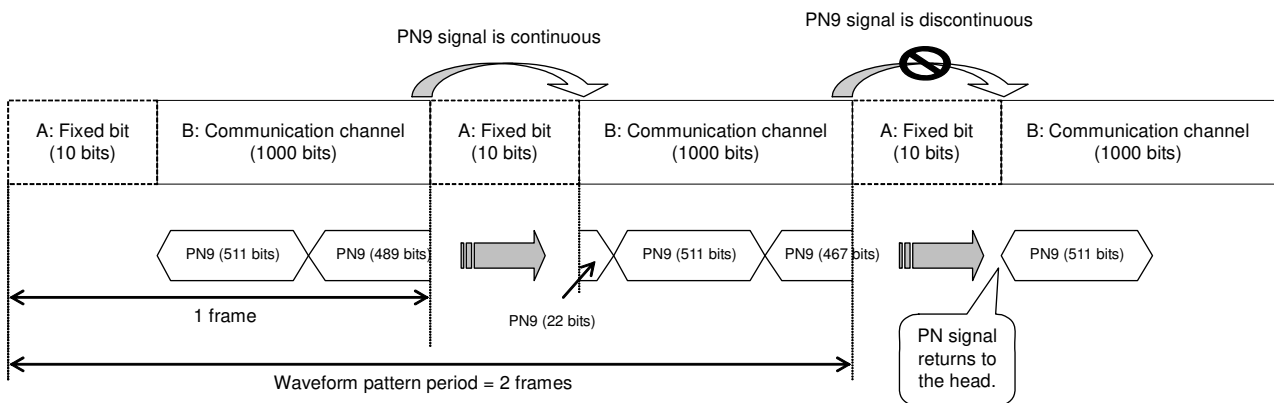 PN9 signal is continuous
PN9 signal is discontinuous
A: Fixed bit
(10 bits)
B: Communication channel
(1000 bits)
A: Fixed bit
(10 bits)
B: Communication channel
(1000 bits)
A: Fixed bit
(10 bits)
B: Communication channel
(1000 bits)
PN9 (511 bits)
PN9 (489 bits)
PN9 (511 bits)
PN9 (467 bits)
PN9 (511 bits)
1 frame
PN9 (22 bits)
PN signal
returns to
the head.
Waveform pattern period = 2 frames